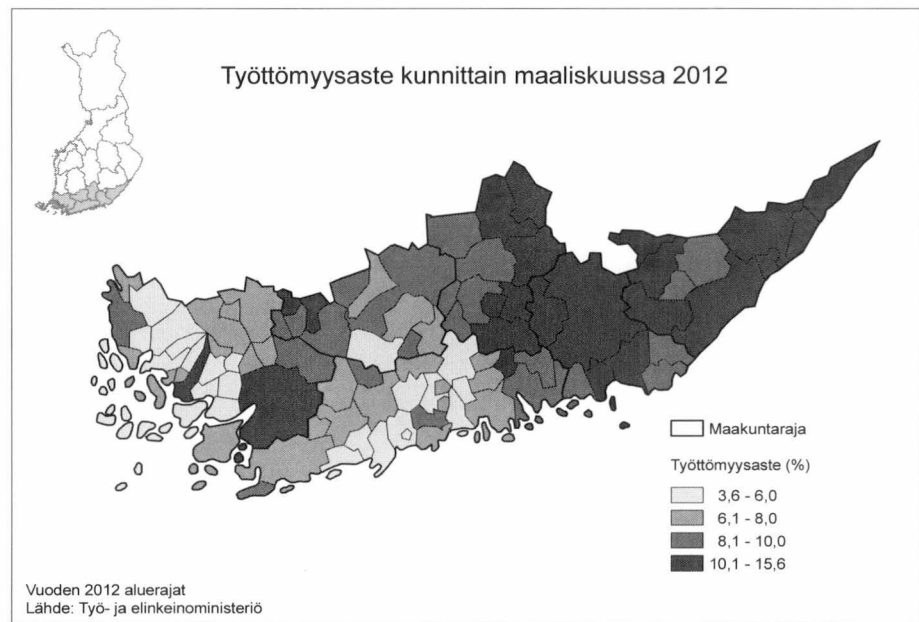 Työttömyysaste kunnittain maaliskuussa 2012
Maakuntaraja
Työttömyysaste (%)
3,6 - 6,0
6,1 - 8,0
8,1 - 10,0
10,1 - 15,6
Vuoden 2012 aluerajat
Lähde: Työ- ja elinkeinoministeriö